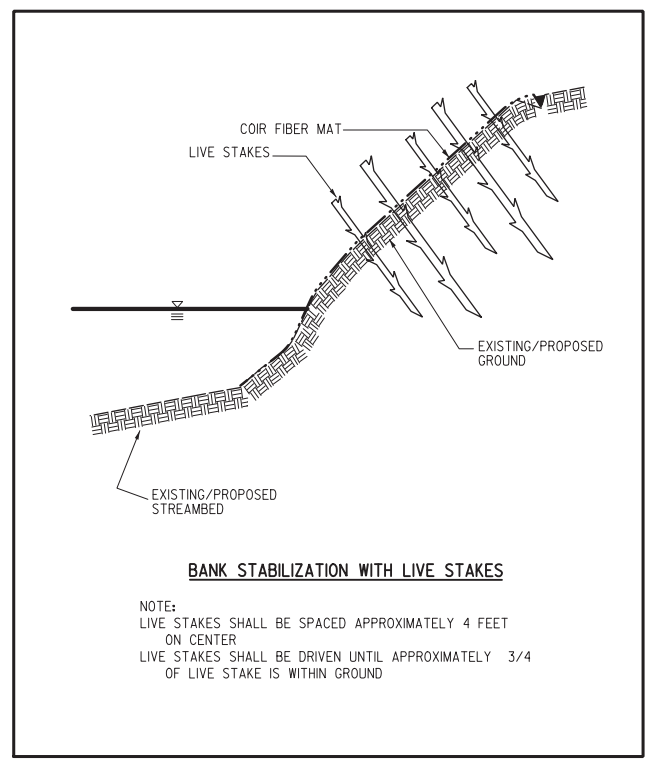 COIR FIBER MAT
LIVE STAKES
EXISTING/PROPOSED
GROUND
EXISTING/PROPOSED
STREAMBED
BANK STABILIZATION WITH LIVE STAKES
NOTE:
LIVE STAKES SHALL BE SPACED APPROXIMATELY 4 FEET
ON CENTER
LIVE STAKES SHALL BE DRIVEN UNTIL APPROXIMATELY 3/4
OF LIVE STAKE IS WITHIN GROUND